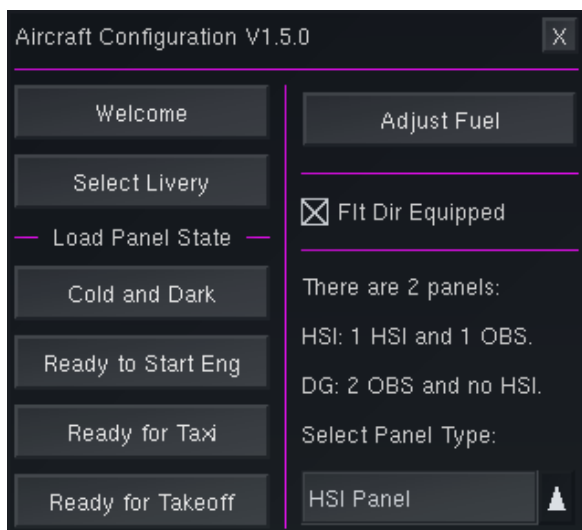 Aircraft Configuration V1.5.0
X
Welcome
Select Livery
Load Panel State
Cold and Dark
Ready to Start Eng
Ready for Taxi
Ready for Takeoff
Adjust Fuel
Flt Dir Equipped
There are 2 panels:
HSI: 1 HSI and 1 OBS.
DG: 2 OBS and no HSI.
Select Panel Type:
HSI Panel